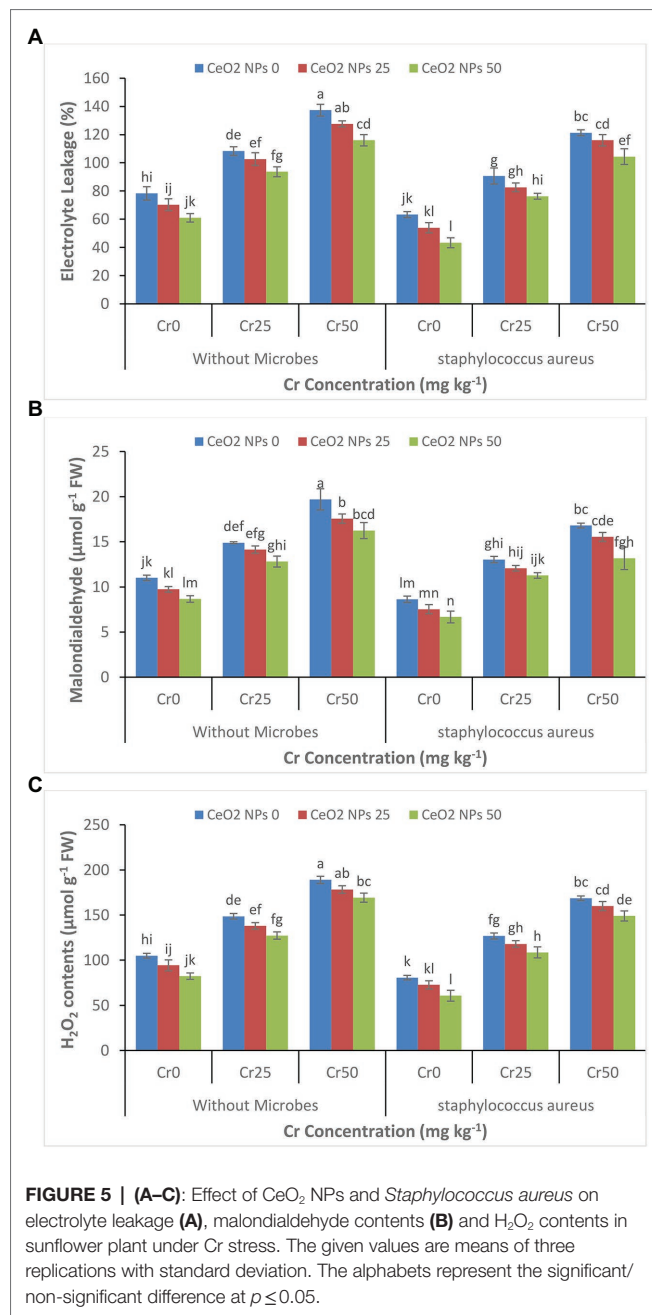 A
CeO2 NPs 0 CeO2 NPs 25 CeO2 NPs 50
Electrolyte Leakage (%)
160
140
120
100
80
60
40
20
0
hi ij jk de ef fg a ab cd jk kl l g gh hi bc cd ef
Cr0 Cr25 Cr50 Cr0 Cr25 Cr50
Without Microbes staphylococcus aureus
Cr Concentration (mg kg⁻¹)
B
CeO2 NPs 0 CeO2 NPs 25 CeO2 NPs 50
Malondialdehyde (µmol g⁻¹ FW)
25
20
15
10
5
0
jk kl lm def efg ghi a b bcd lm mn n ghi hij ijk bc cde fgh
Cr0 Cr25 Cr50 Cr0 Cr25 Cr50
Without Microbes staphylococcus aureus
Cr Concentration (mg kg⁻¹)
C
CeO2 NPs 0 CeO2 NPs 25 CeO2 NPs 50
H₂O₂ contents (µmol g⁻¹ FW)
250
200
150
100
50
0
hi ij jk de ef fg a ab bc k kl l fg gh h bc cd de
Cr0 Cr25 Cr50 Cr0 Cr25 Cr50
Without Microbes staphylococcus aureus
Cr Concentration (mg kg⁻¹)
FIGURE 5 | (A–C): Effect of CeO₂ NPs and Staphylococcus aureus on
electrolyte leakage (A), malondialdehyde contents (B) and H₂O₂ contents in
sunflower plant under Cr stress. The given values are means of three
replications with standard deviation. The alphabets represent the significant/
non-significant difference at p ≤ 0.05.